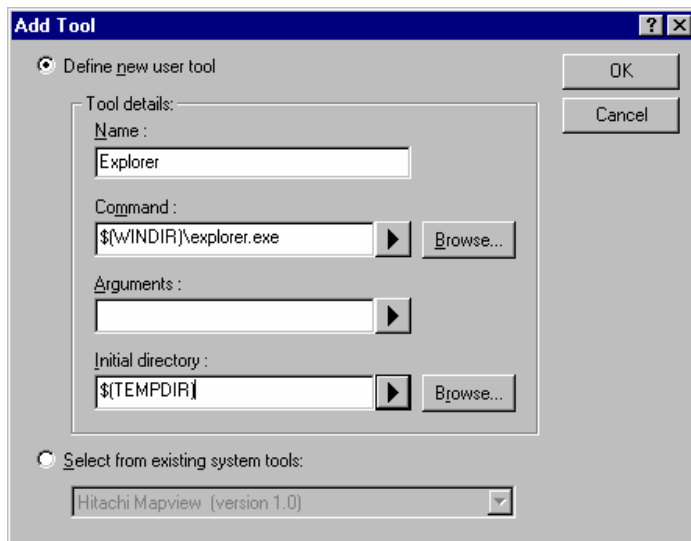 Add Tool
Define new user tool
OK
Tool details:
Cancel
Name :
Explorer
Command :
$(WINDIR)\explorer.exe
Browse...
Arguments :
Initial directory :
$(TEMPDIR)
Browse...
Select from existing system tools:
Hitachi Mapview (version 1.0)